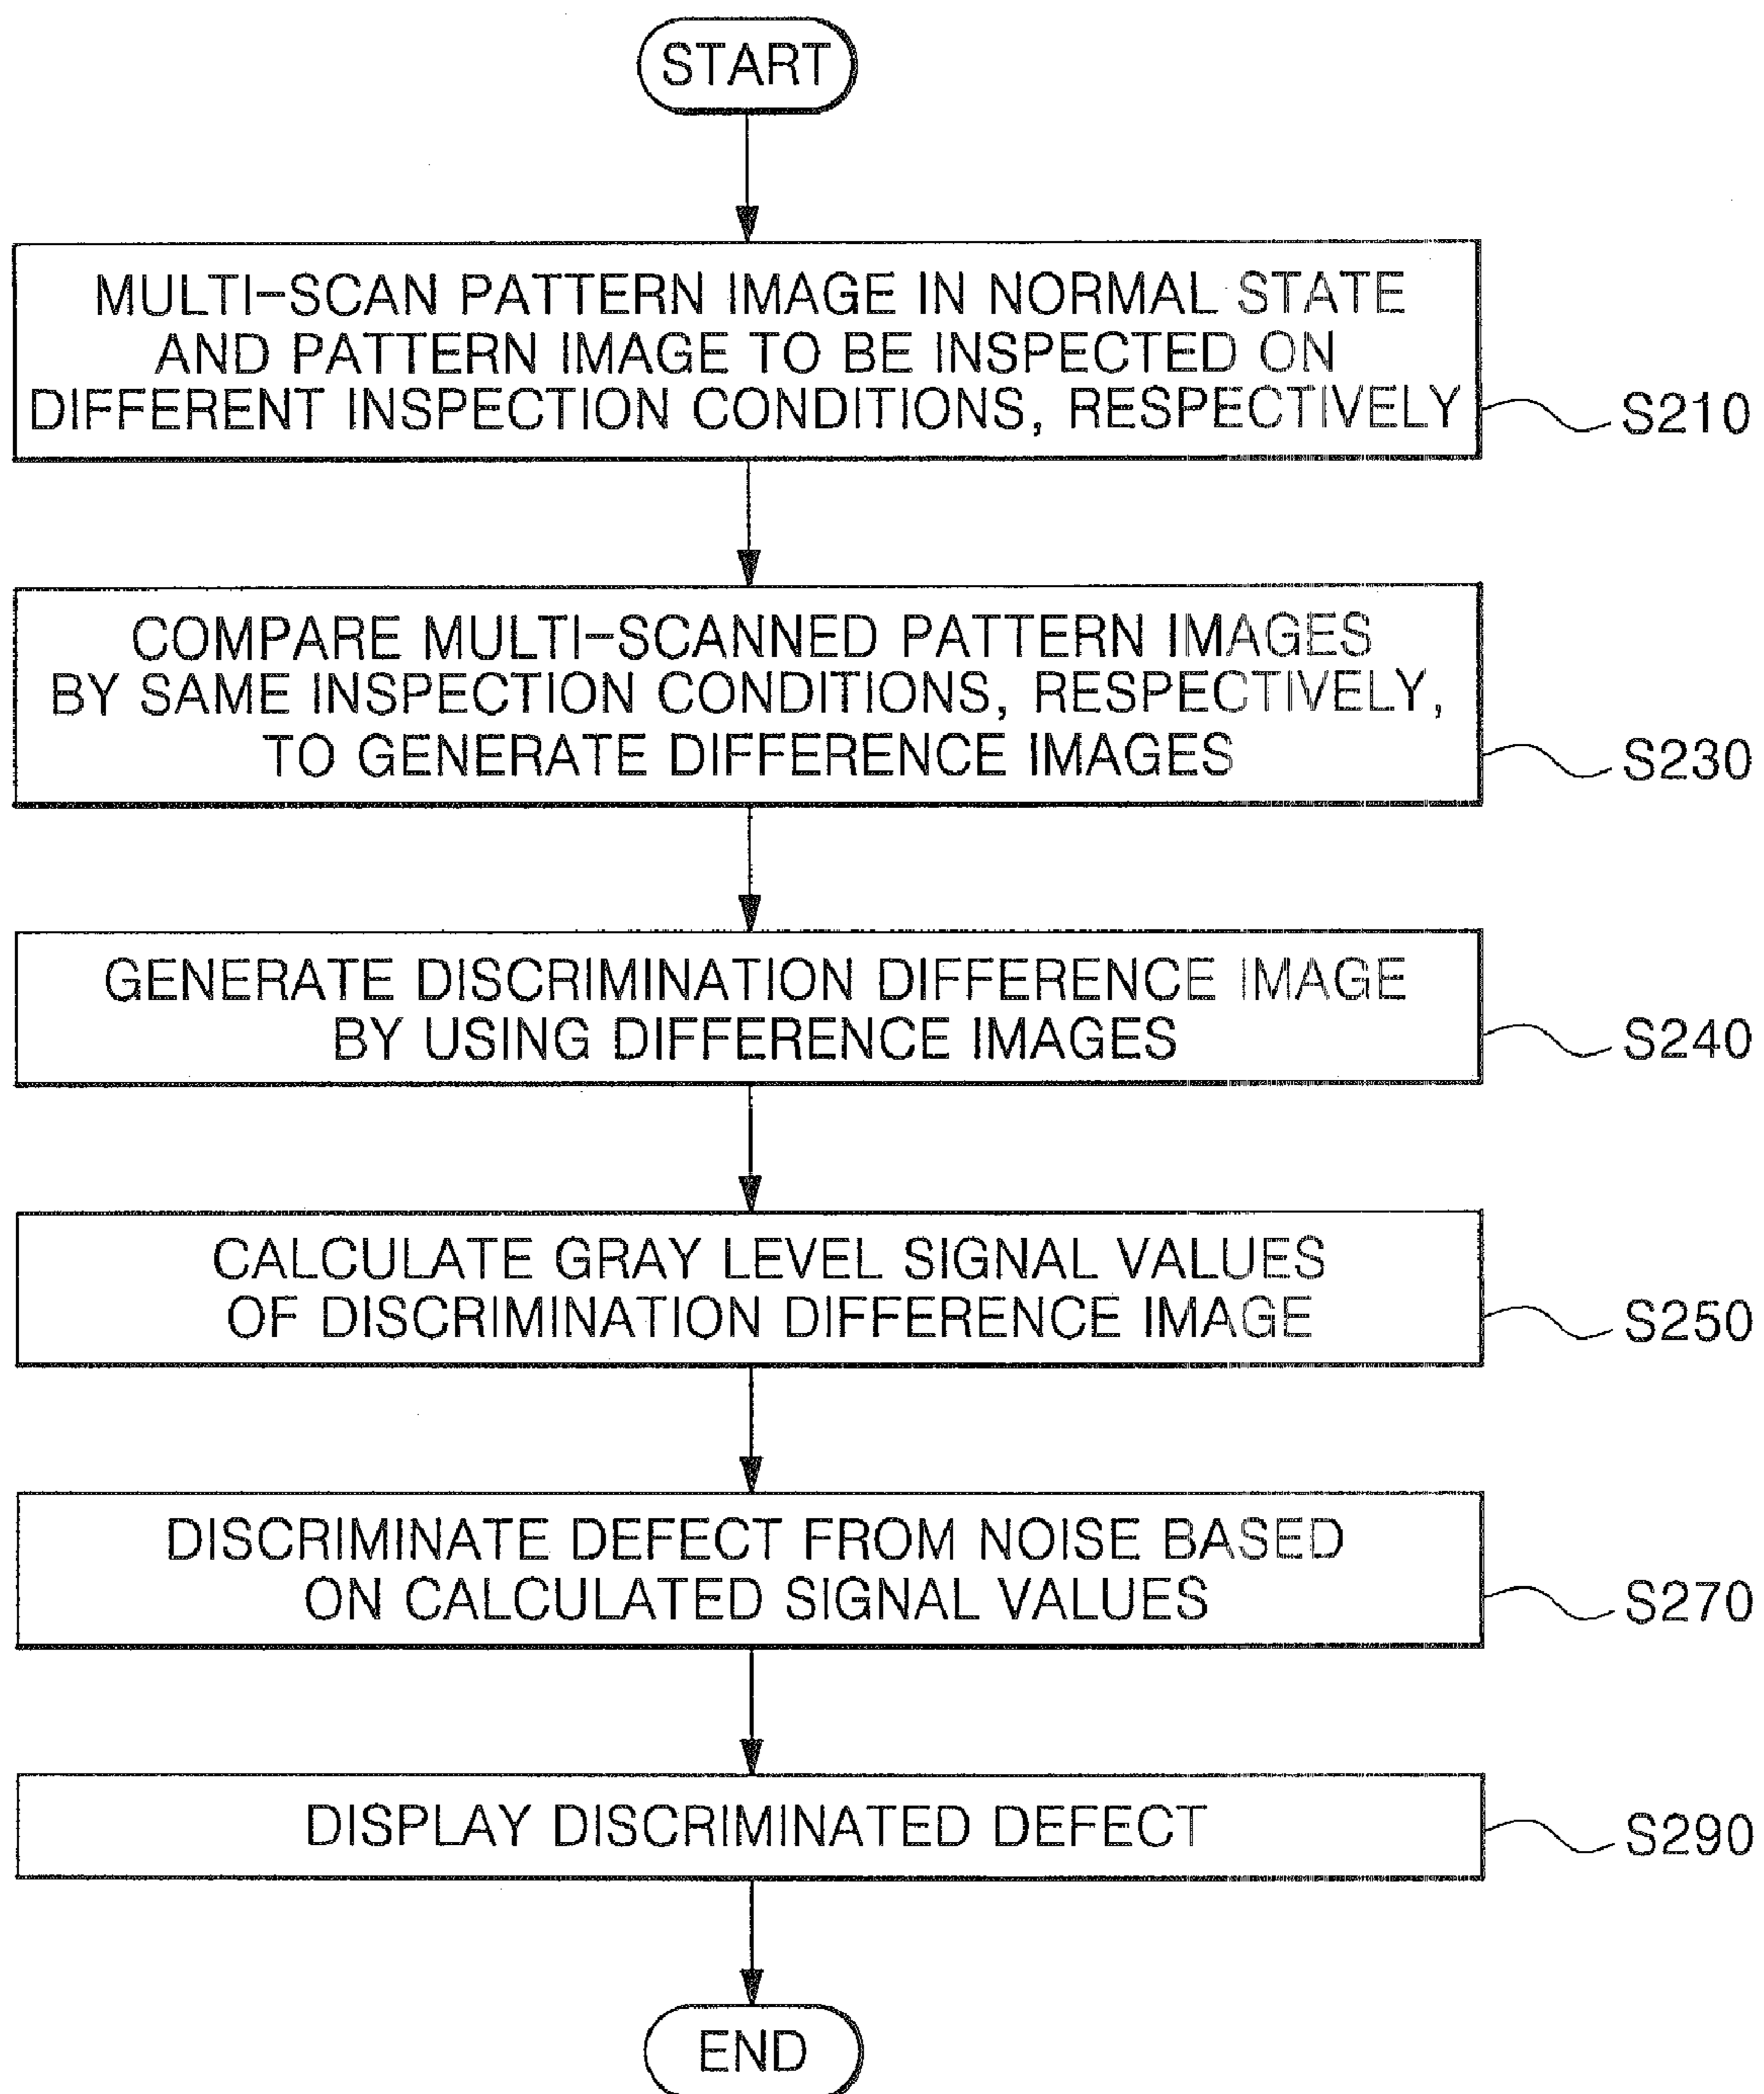 START
MULTI-SCAN PATTERN IMAGE IN NORMAL STATE
AND PATTERN IMAGE TO BE INSPECTED ON
DIFFERENT INSPECTION CONDITIONS, RESPECTIVELY
S210
COMPARE MULTI-SCANNED PATTERN IMAGES
BY SAME INSPECTION CONDITIONS, RESPECTIVELY,
TO GENERATE DIFFERENCE IMAGES
S230
GENERATE DISCRIMINATION DIFFERENCE IMAGE
BY USING DIFFERENCE IMAGES
S240
CALCULATE GRAY LEVEL SIGNAL VALUES
OF DISCRIMINATION DIFFERENCE IMAGE
S250
DISCRIMINATE DEFECT FROM NOISE BASED
ON CALCULATED SIGNAL VALUES
S270
DISPLAY DISCRIMINATED DEFECT
S290
END